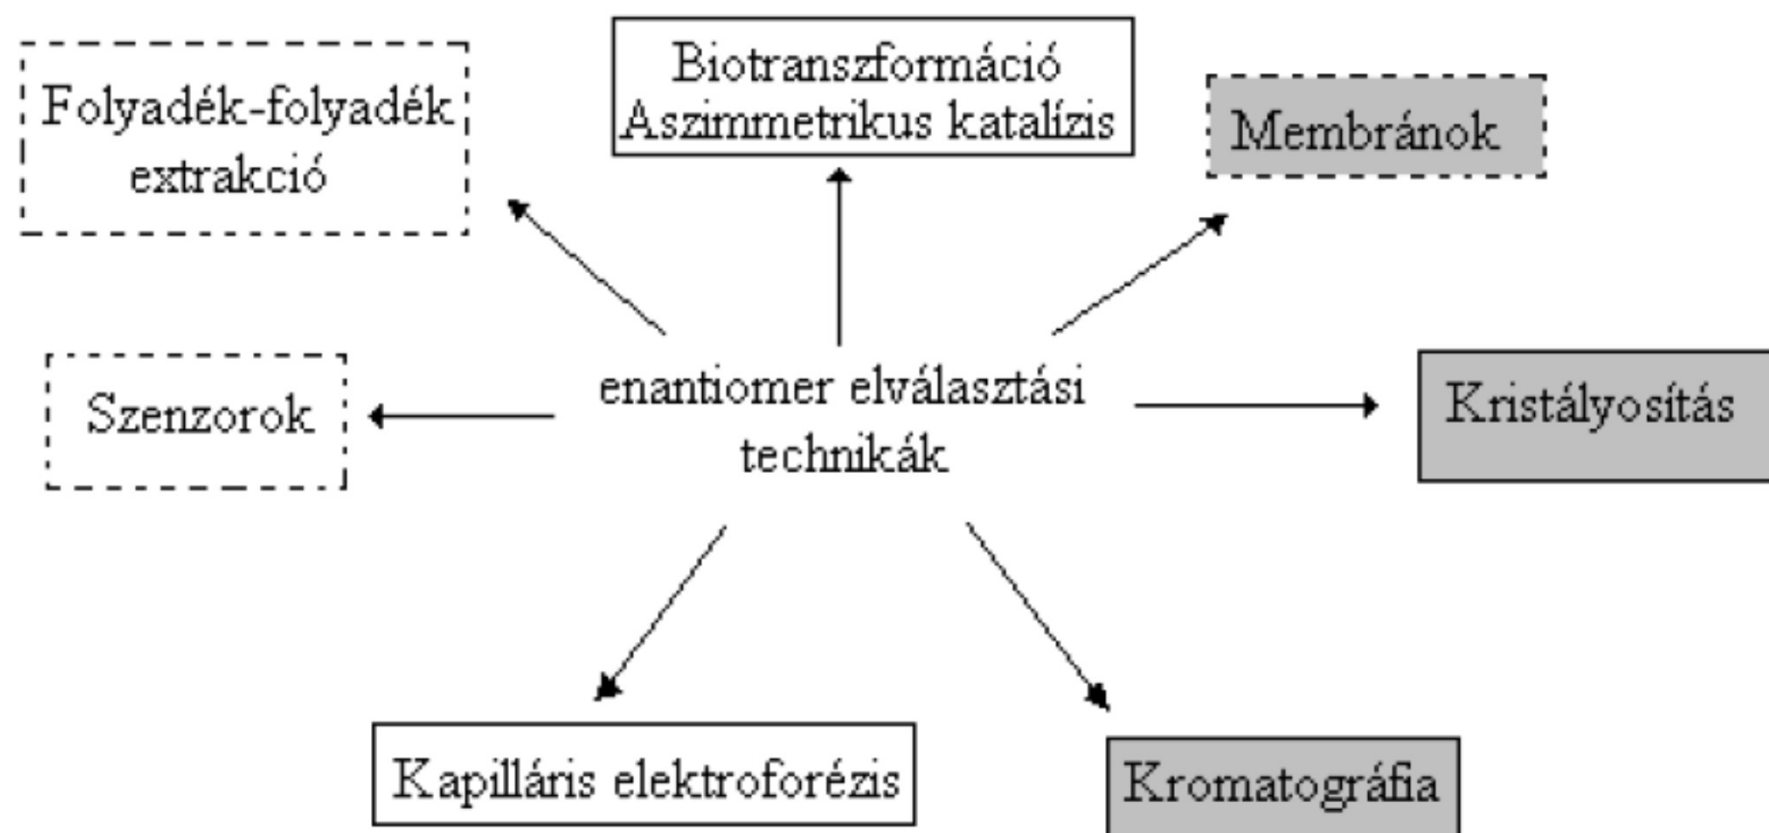 Folyadék-folyadék
extrakció
Biotranszformáció
Aszimmetrikus katalízis
Membránok
Szenzorok
enantiomer elválasztási
technikák
Kristályosítás
Kapilláris elektroforézis
Kromatográfia